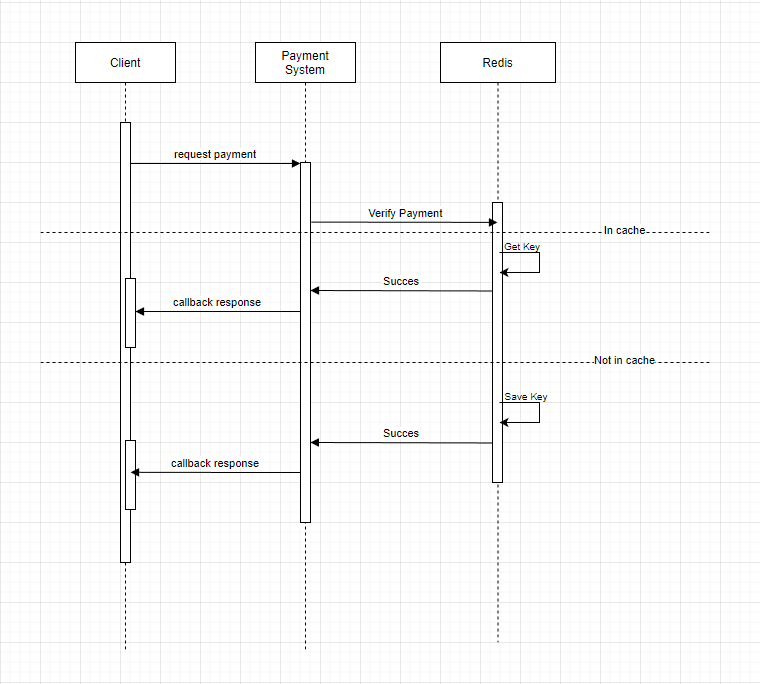 Client
Payment
System
Redis
request payment
Verify Payment
In cache
Get Key
Succes
callback response
Not in cache
Save Key
Succes
callback response